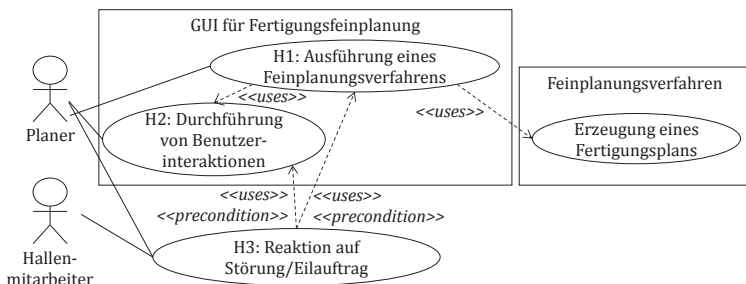 GUI für Fertigungsfeinplanung
H1: Ausführung eines
Feinplanungsverfahrens
<<uses>>
H2: Durchführung
von Benutzer-
interaktionen
Planer
Feinplanungsverfahren
<<uses>>
Erzeugung eines
Fertigungsplans
<<uses>>
<<precondition>>
<<uses>>
<<precondition>>
H3: Reaktion auf
Störung/Eilauftrag
Hallen-
mitarbeiter